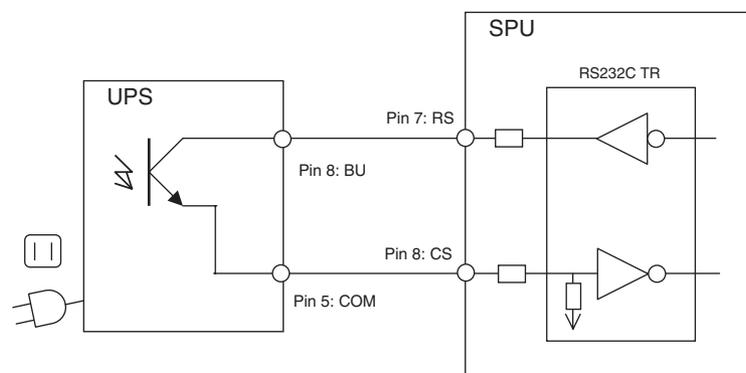 SPU
RS232C TR
UPS
Pin 7: RS
Pin 8: BU
Pin 8: CS
Pin 5: COM